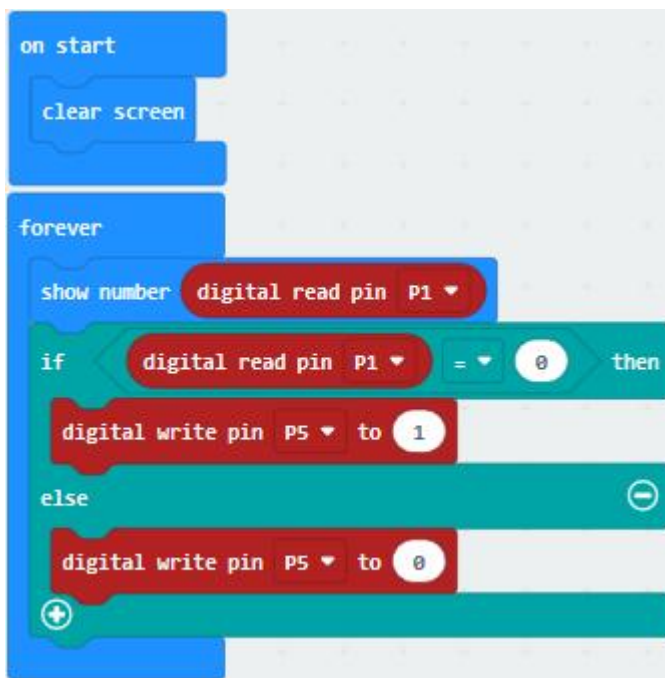 on start
clear screen
forever
show number digital read pin P1
if digital read pin P1 = 0 then
digital write pin P5 to 1
else
digital write pin P5 to 0